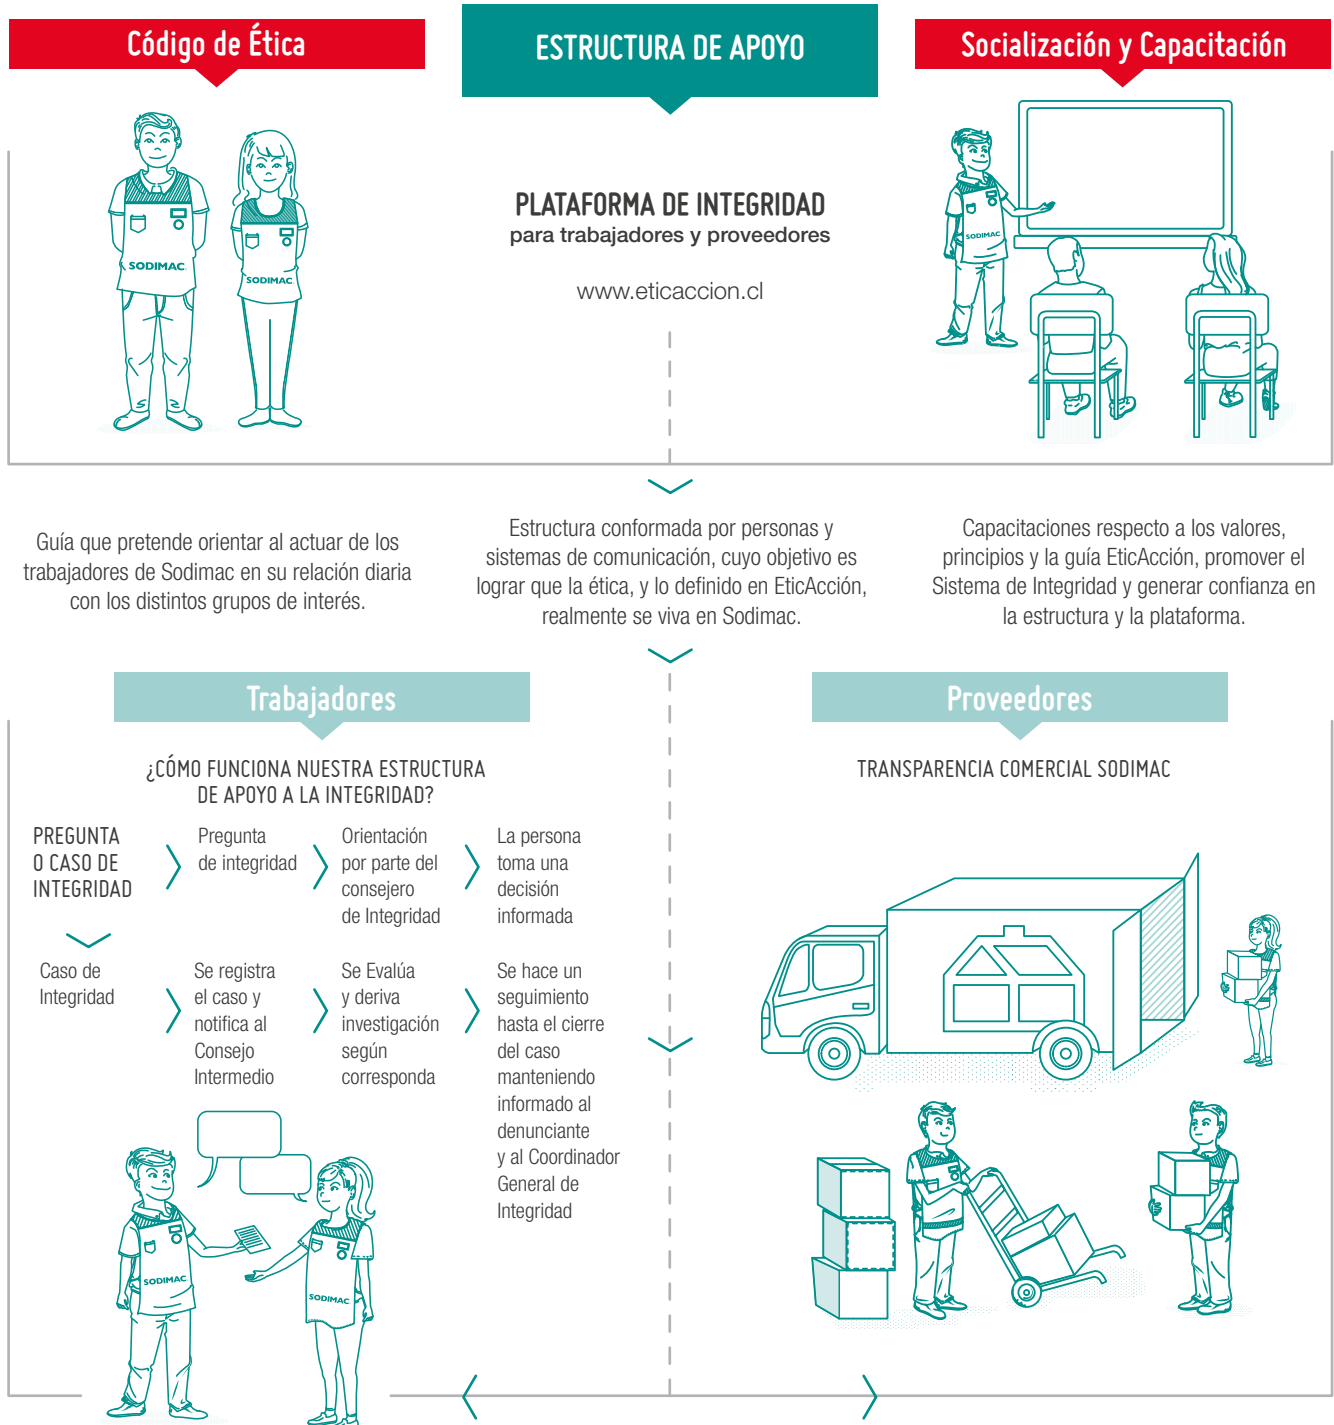 Código de Ética
ESTRUCTURA DE APOYO
Socialización y Capacitación
SODIMAC
SODIMAC
PLATAFORMA DE INTEGRIDAD
para trabajadores y proveedores
www.eticaccion.cl
SODIMAC
Guía que pretende orientar al actuar de los
trabajadores de Sodimac en su relación diaria
con los distintos grupos de interés.
Estructura conformada por personas y
sistemas de comunicación, cuyo objetivo es
lograr que la ética, y lo definido en EticAcción,
realmente se viva en Sodimac.
Capacitaciones respecto a los valores,
principios y la guía EticAcción, promover el
Sistema de Integridad y generar confianza en
la estructura y la plataforma.
Trabajadores
¿CÓMO FUNCIONA NUESTRA ESTRUCTURA
DE APOYO A LA INTEGRIDAD?
PREGUNTA
O CASO DE
INTEGRIDAD
Pregunta
de integridad
Orientación
por parte del
consejero
de Integridad
La persona
toma una
decisión
informada
Caso de
Integridad
Se registra
el caso y
notifica al
Consejo
Intermedio
Se Evalúa
y deriva
investigación
según
corresponda
Se hace un
seguimiento
hasta el cierre
del caso
manteniendo
informado al
denunciante
y al Coordinador
General de
Integridad
SODIMAC
SODIMAC
Proveedores
TRANSPARENCIA COMERCIAL SODIMAC